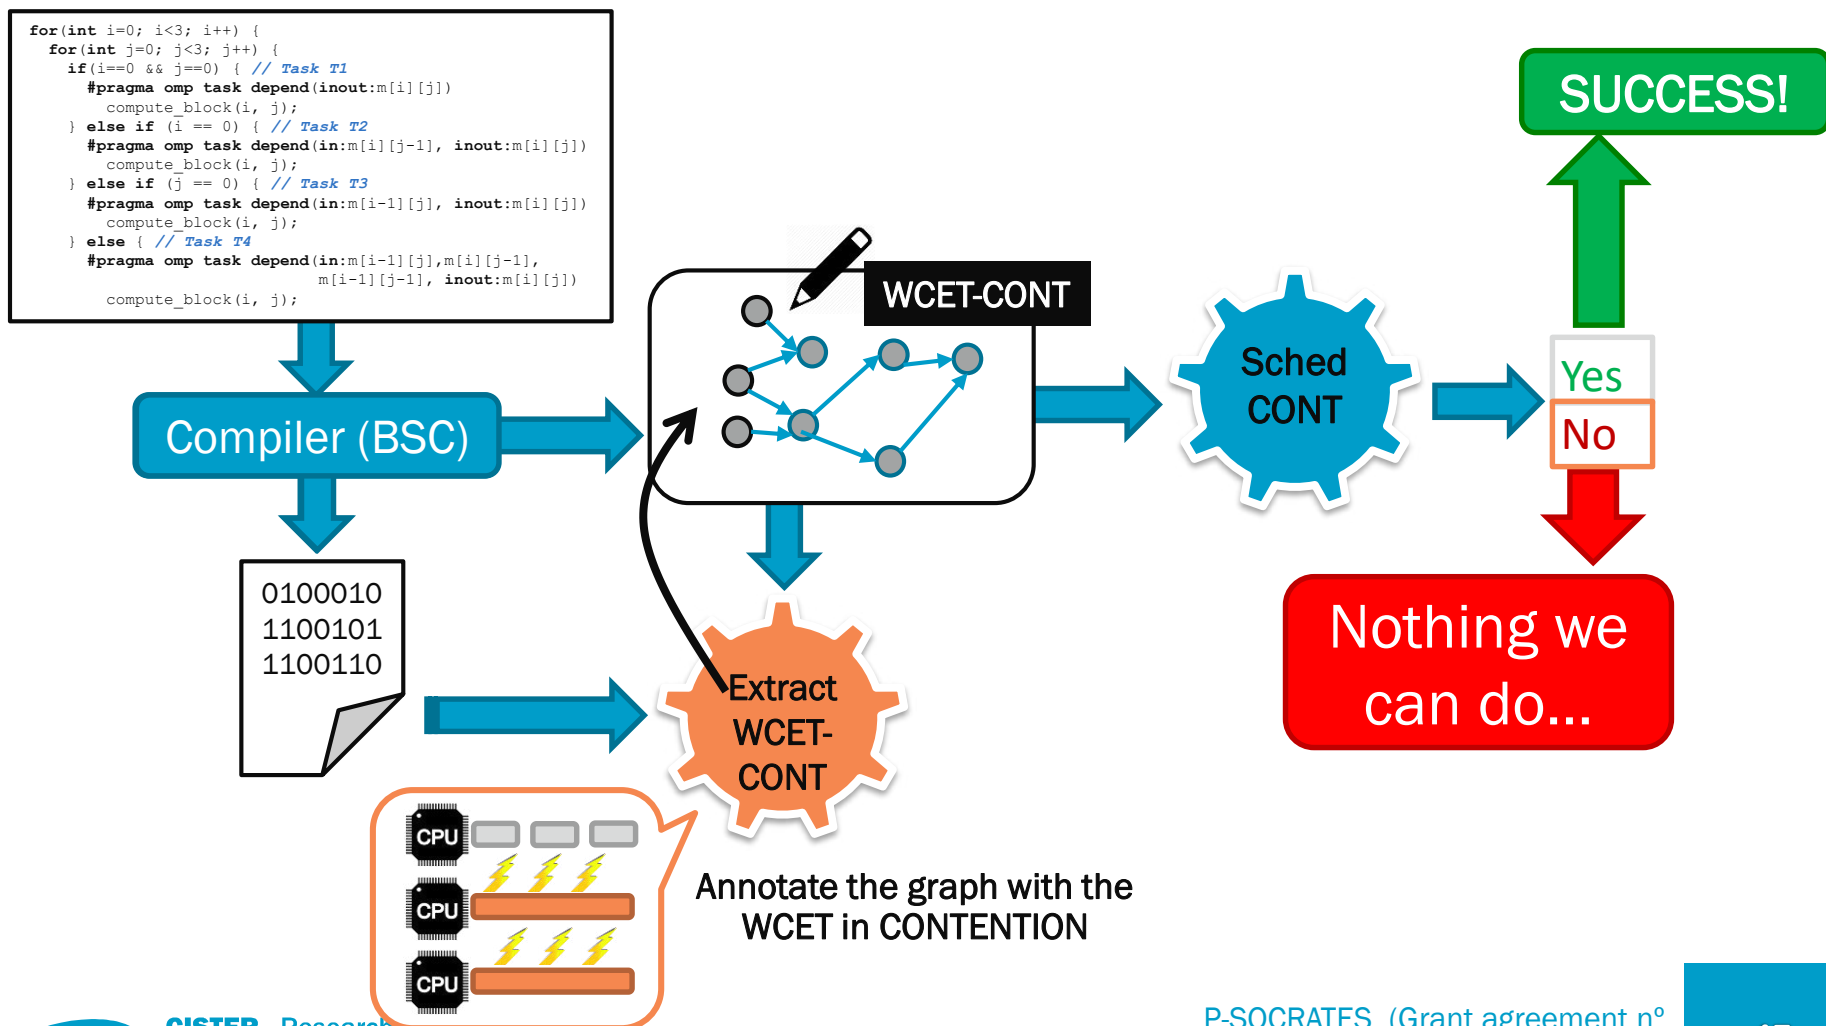 for(int i=0; i<3; i++) {
for(int j=0; j<3; j++) {
if(i==0 && j==0) { // Task T1
#pragma omp task depend(inout:m[i][j])
compute_block(i, j);
} else if (i == 0) { // Task T2
#pragma omp task depend(in:m[i][j-1], inout:m[i][j])
compute_block(i, j);
} else if (j == 0) { // Task T3
#pragma omp task depend(in:m[i-1][j], inout:m[i][j])
compute_block(i, j);
} else { // Task T4
#pragma omp task depend(in:m[i-1][j],m[i][j-1],
m[i-1][j-1], inout:m[i][j])
compute_block(i, j);
SUCCESS!
WCET-CONT
Sched
CONT
Yes
No
Compiler (BSC)
0100010
1100101
1100110
Nothing we
can do...
Extract
WCET-
CONT
CPU
CPU
CPU
Annotate the graph with the
WCET in CONTENTION
CISTER Research
P-SOCRATES (Grant agreement nº